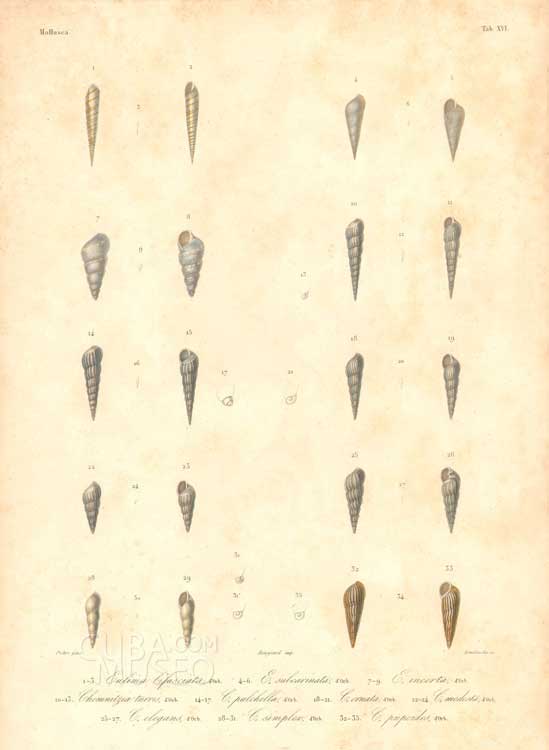 Mollusca
Tab. XVI.
1 2 4 5
3 6
7 8 10 11
9 12
13
14 15 18 19
16 17 21 20
22 23 25 26
24 27
28 29 31 32 33
30 31' 35 34
imp.
CUBA.COM
MUSEO
1-3. Eulima fasciata, d'Orb. 4-6. E. subcarinata, d'Orb. 7-9. E. incerta, d'Orb.
10-13. Chemnitzia turris, d'Orb. 14-17. C. pulchella, d'Orb. 18-21. C. ornata, d'Orb. 22-24 C. modesta, d'Orb.
25-27. C. elegans, d'Orb. 28-31. C. simplex, d'Orb. 32-35. C. pupoides, d'Orb.